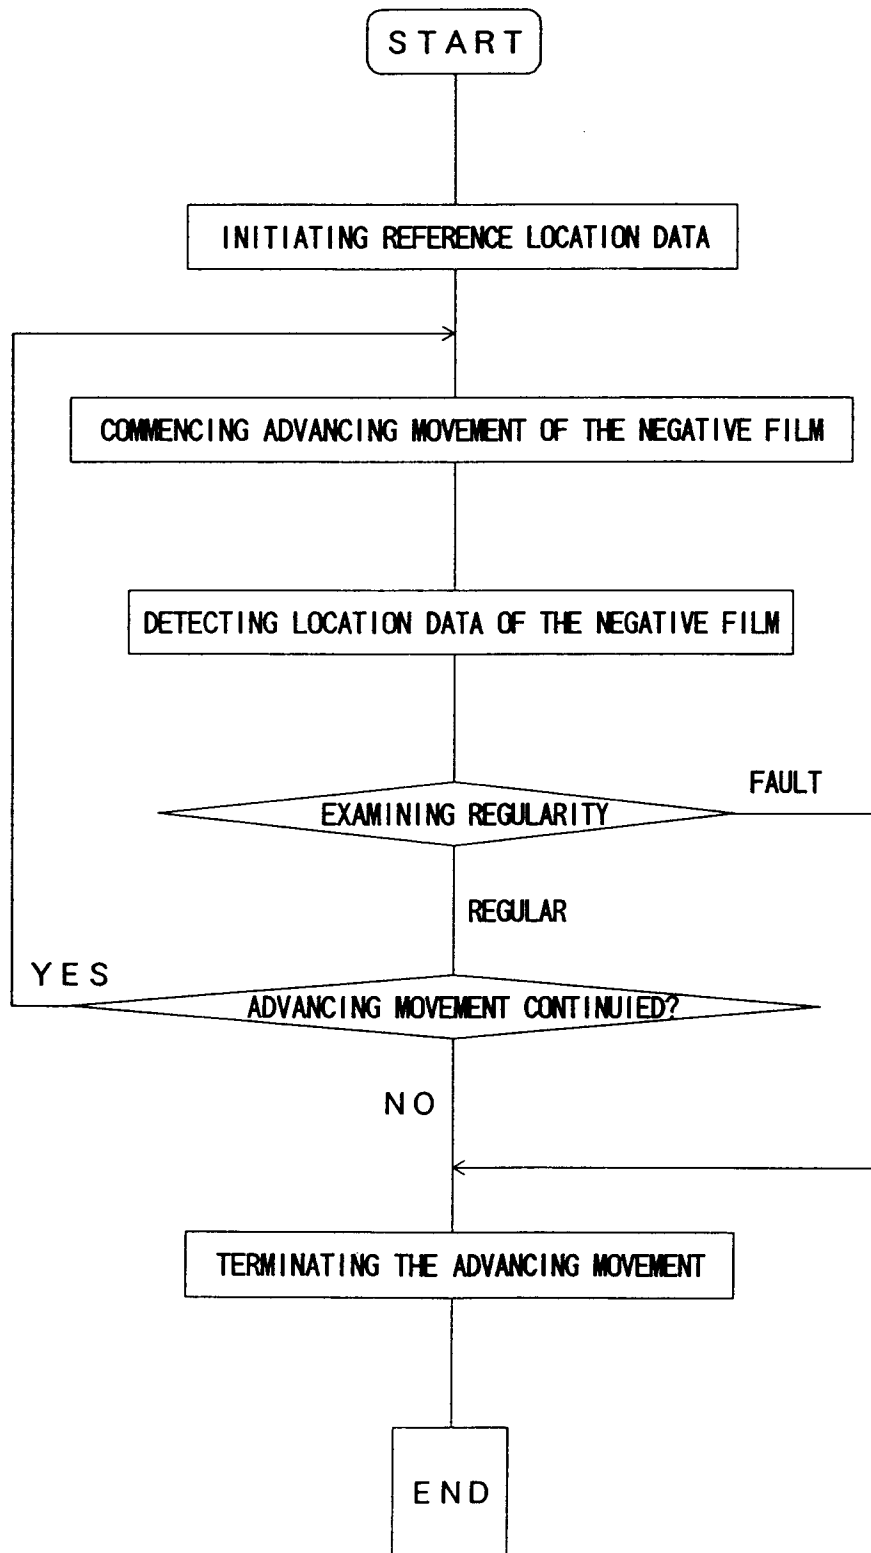 START
INITIATING REFERENCE LOCATION DATA
COMMENCING ADVANCING MOVEMENT OF THE NEGATIVE FILM
DETECTING LOCATION DATA OF THE NEGATIVE FILM
FAULT
EXAMINING REGULARITY
REGULAR
YES
ADVANCING MOVEMENT CONTINUIED?
NO
TERMINATING THE ADVANCING MOVEMENT
END